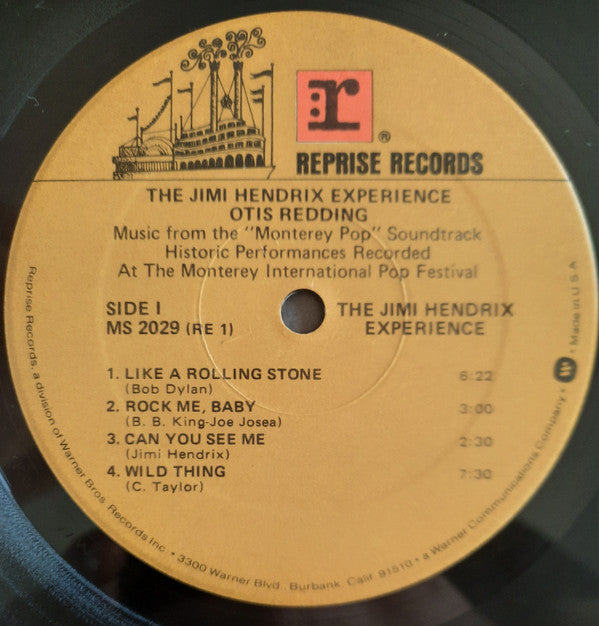 r
®
REPRISE RECORDS
THE JIMI HENDRIX EXPERIENCE
OTIS REDDING
Music from the "Monterey Pop" Soundtrack
Historic Performances Recorded
At The Monterey International Pop Festival
SIDE I
MS 2029 (RE 1)
THE JIMI HENDRIX
EXPERIENCE
1. LIKE A ROLLING STONE 6:22
(Bob Dylan)
2. ROCK ME, BABY 3:00
(B. B. King-Joe Josea)
3. CAN YOU SEE ME 2:30
(Jimi Hendrix)
4. WILD THING 7:30
(C. Taylor)
Reprise Records, a division of Warner Bros. Records Inc. • 3300 Warner Blvd., Burbank, Calif. 91510 • a Warner Communications Company • W • Made in U.S.A.